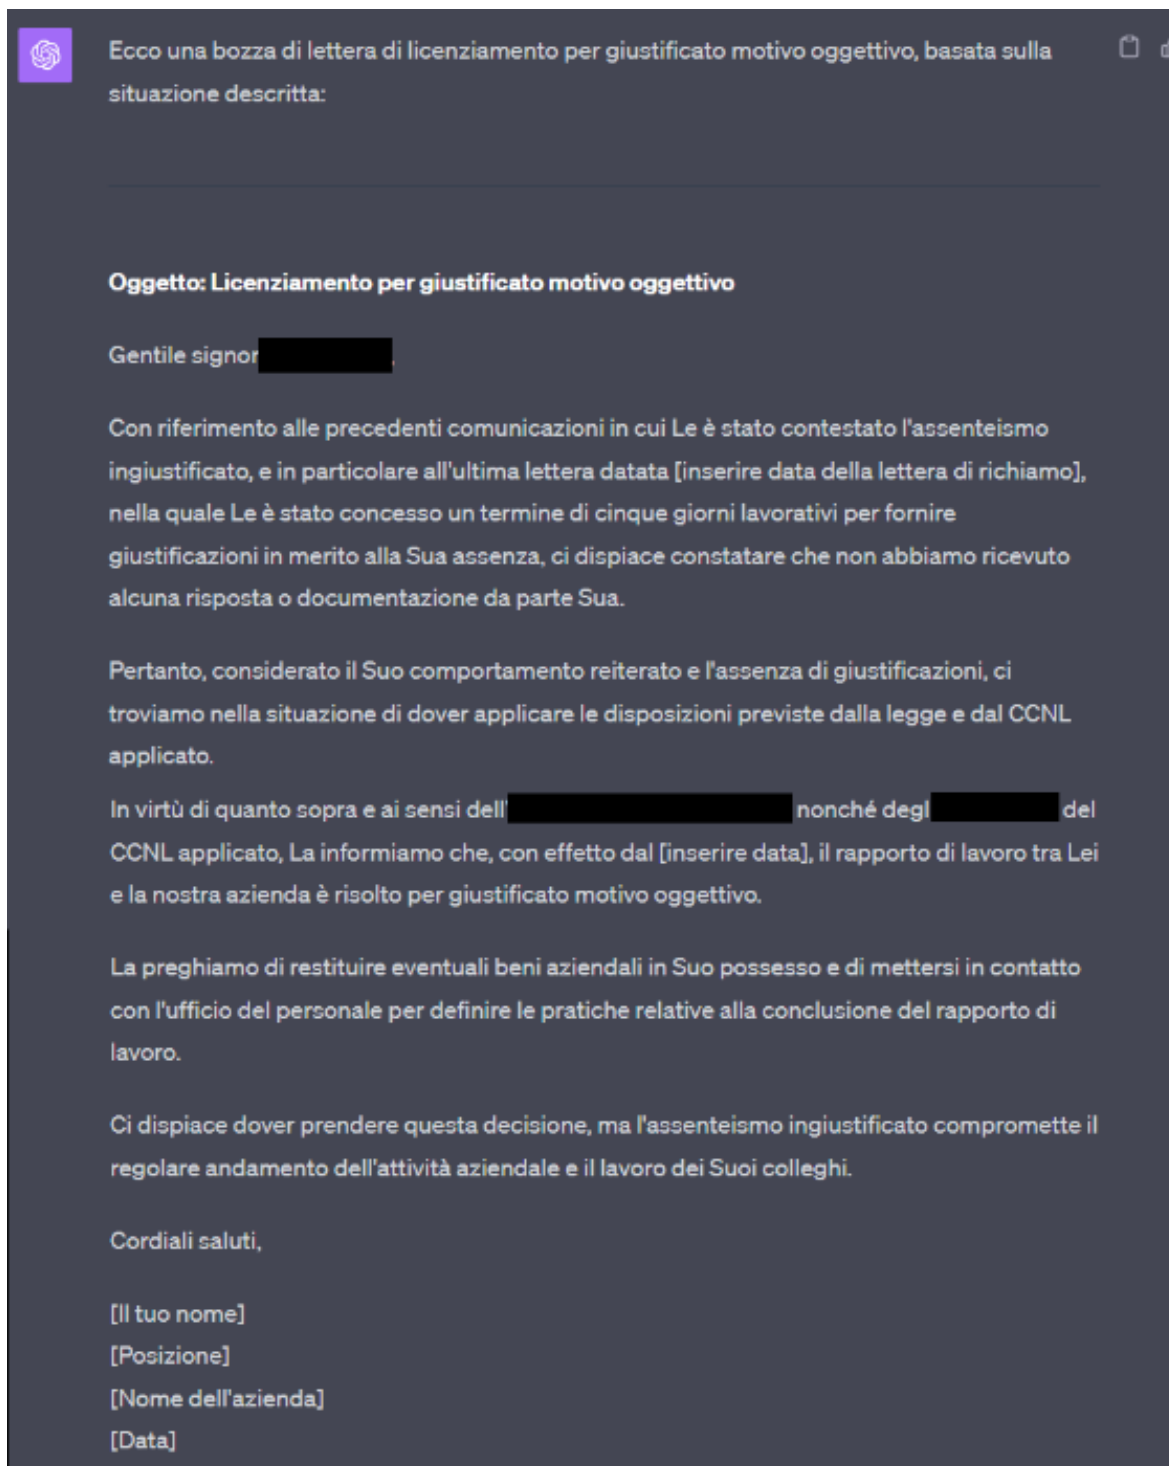 Ecco una bozza di lettera di licenziamento per giustificato motivo oggettivo, basata sulla
situazione descritta:
Oggetto: Licenziamento per giustificato motivo oggettivo
Gentile signor ,
Con riferimento alle precedenti comunicazioni in cui Le è stato contestato l'assenteismo
ingiustificato, e in particolare all'ultima lettera datata [inserire data della lettera di richiamo],
nella quale Le è stato concesso un termine di cinque giorni lavorativi per fornire
giustificazioni in merito alla Sua assenza, ci dispiace constatare che non abbiamo ricevuto
alcuna risposta o documentazione da parte Sua.
Pertanto, considerato il Suo comportamento reiterato e l'assenza di giustificazioni, ci
troviamo nella situazione di dover applicare le disposizioni previste dalla legge e dal CCNL
applicato.
In virtù di quanto sopra e ai sensi dell' nonché degl del
CCNL applicato, La informiamo che, con effetto dal [inserire data], il rapporto di lavoro tra Lei
e la nostra azienda è risolto per giustificato motivo oggettivo.
La preghiamo di restituire eventuali beni aziendali in Suo possesso e di mettersi in contatto
con l'ufficio del personale per definire le pratiche relative alla conclusione del rapporto di
lavoro.
Ci dispiace dover prendere questa decisione, ma l'assenteismo ingiustificato compromette il
regolare andamento dell'attività aziendale e il lavoro dei Suoi colleghi.
Cordiali saluti,
[Il tuo nome]
[Posizione]
[Nome dell'azienda]
[Data]